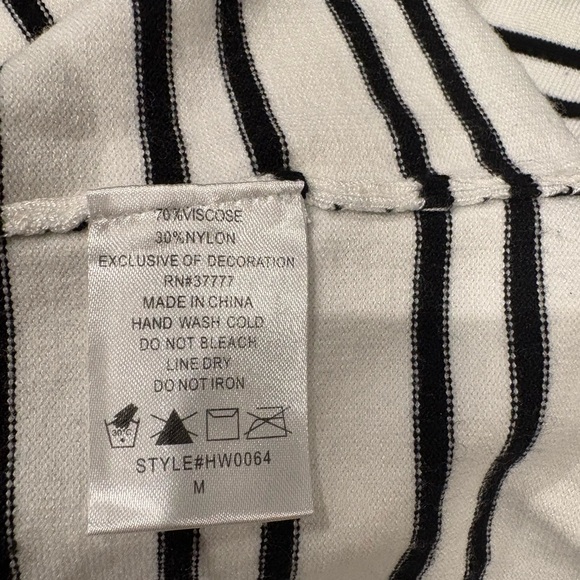 70%VISCOSE
30%NYLON
EXCLUSIVE OF DECORATION
RN#37777
MADE IN CHINA
HAND WASH COLD
DO NOT BLEACH
LINE DRY
DO NOT IRON
30°C
STYLE#HW0064
M